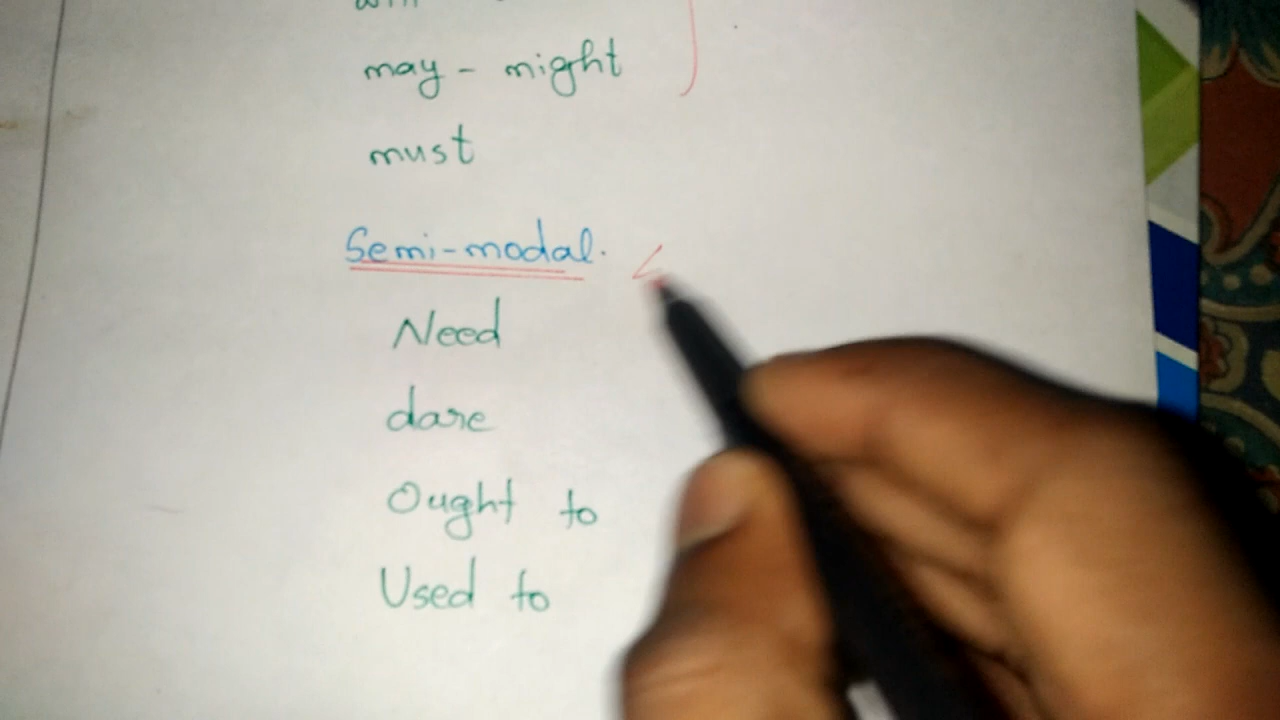 may - might
must
Semi-modal.
Need
dare
Ought to
Used to